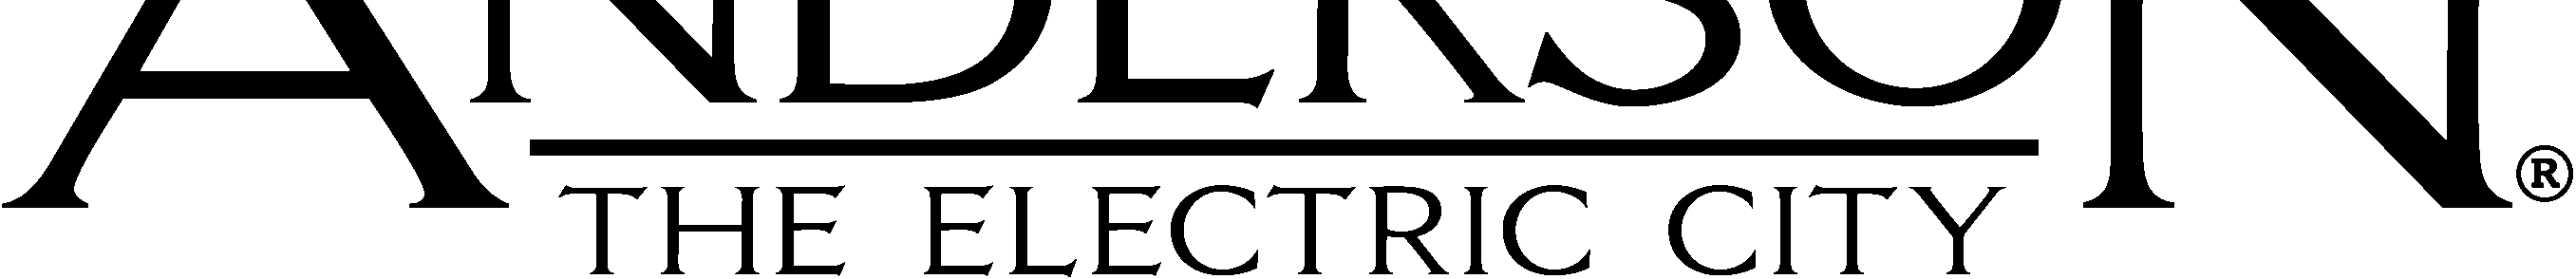 ANDERSON®
THE ELECTRIC CITY